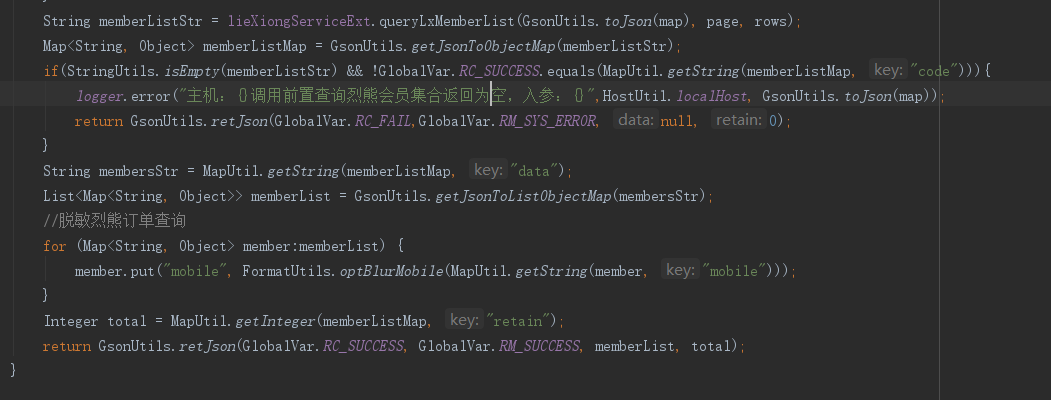 String memberListStr = lieXiongServiceExt.queryLxMemberList(GsonUtils.toJson(map), page, rows);
Map<String, Object> memberListMap = GsonUtils.getJsonToObjectMap(memberListStr);
if(StringUtils.isEmpty(memberListStr) && !GlobalVar.RC_SUCCESS.equals(MapUtil.getString(memberListMap, key: "code"))){
logger.error("主机：{}调用前置查询烈熊会员集合返回为空，入参：{}",HostUtil.localHost, GsonUtils.toJson(map));
return GsonUtils.retJson(GlobalVar.RC_FAIL,GlobalVar.RM_SYS_ERROR, data: null, retain: 0);
}
String membersStr = MapUtil.getString(memberListMap, key: "data");
List<Map<String, Object>> memberList = GsonUtils.getJsonToListObjectMap(membersStr);
//脱敏烈熊订单查询
for (Map<String, Object> member:memberList) {
member.put("mobile", FormatUtils.optBlurMobile(MapUtil.getString(member, key: "mobile")));
}
Integer total = MapUtil.getInteger(memberListMap, key: "retain");
return GsonUtils.retJson(GlobalVar.RC_SUCCESS, GlobalVar.RM_SUCCESS, memberList, total);
}